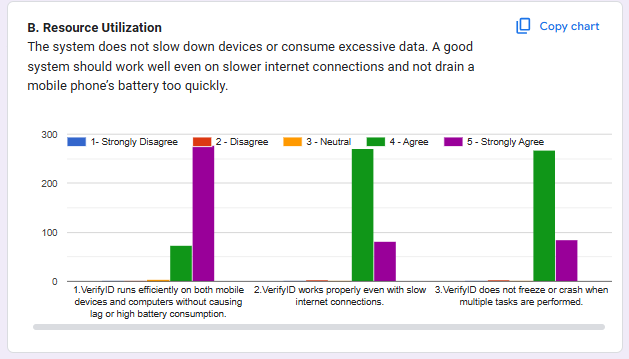 B. Resource Utilization
Copy chart
The system does not slow down devices or consume excessive data. A good
system should work well even on slower internet connections and not drain a
mobile phone's battery too quickly.
300
1- Strongly Disagree
2 - Disagree
3 - Neutral
4 - Agree
5 - Strongly Agree
200
100
0
1.VerifyID runs efficiently on both mobile
devices and computers without causing
lag or high battery consumption.
2.VerifyID works properly even with slow
internet connections.
3.VerifyID does not freeze or crash when
multiple tasks are performed.